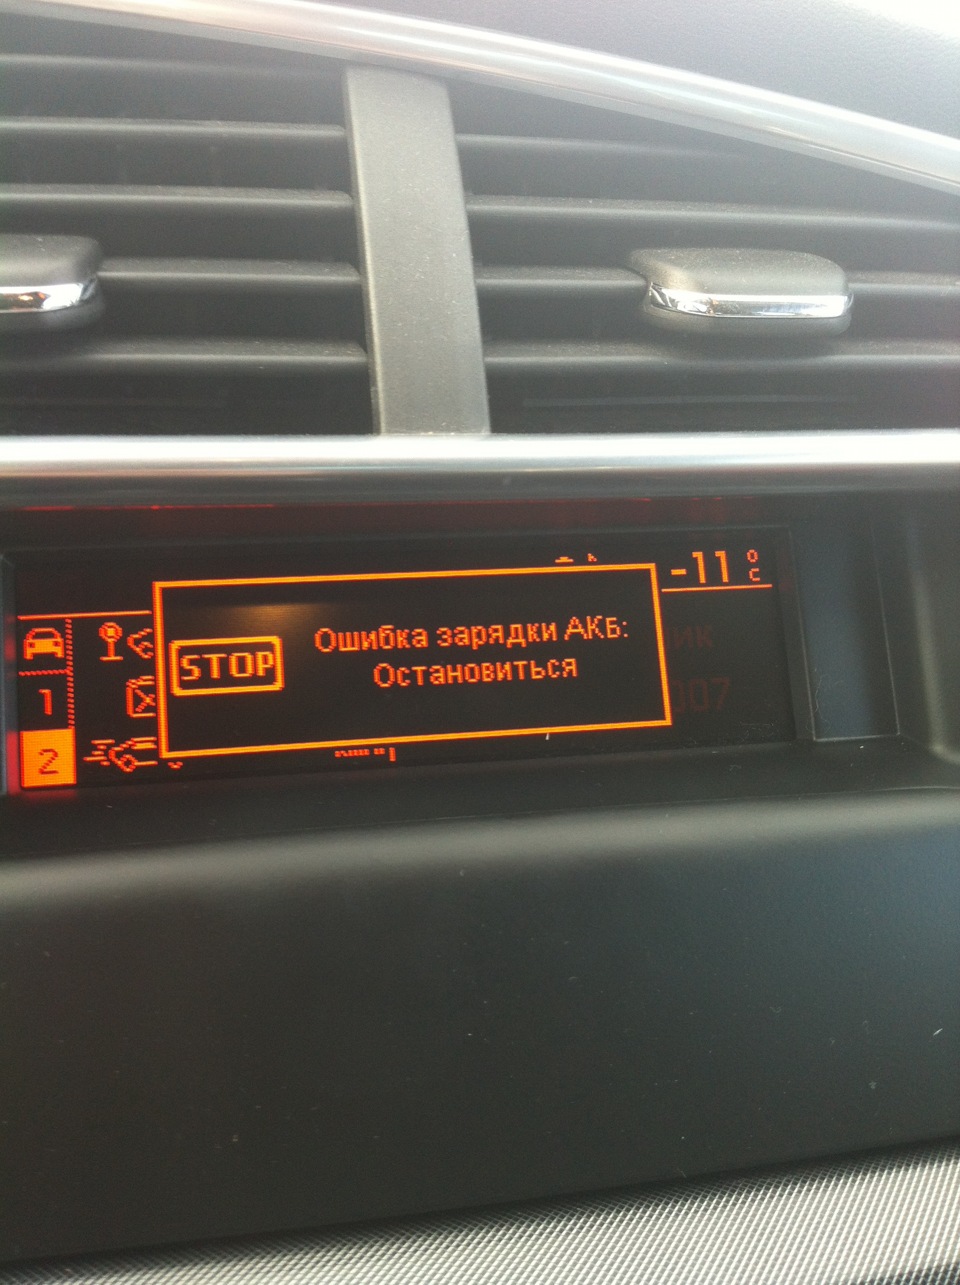 -11 °C
STOP
Ошибка зарядки АКБ:
Остановиться
1
2